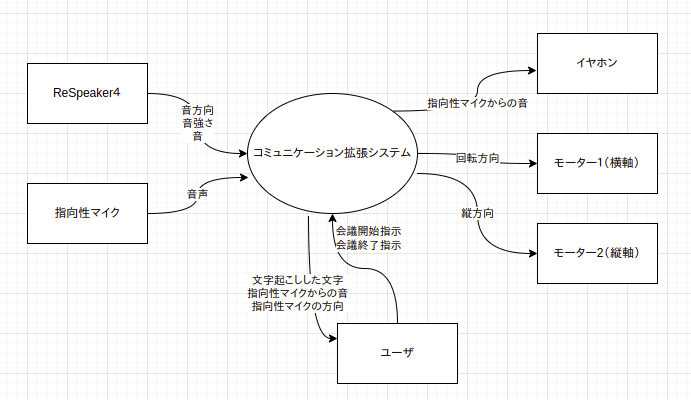 イヤホン
ReSpeaker4
指向性マイクからの音
音方向
音強さ
音
コミュニケーション拡張システム
回転方向
モーター1（横軸）
音声
指向性マイク
縦方向
会議開始指示
会議終了指示
モーター2（縦軸）
文字起こしした文字
指向性マイクからの音
指向性マイクの方向
ユーザ